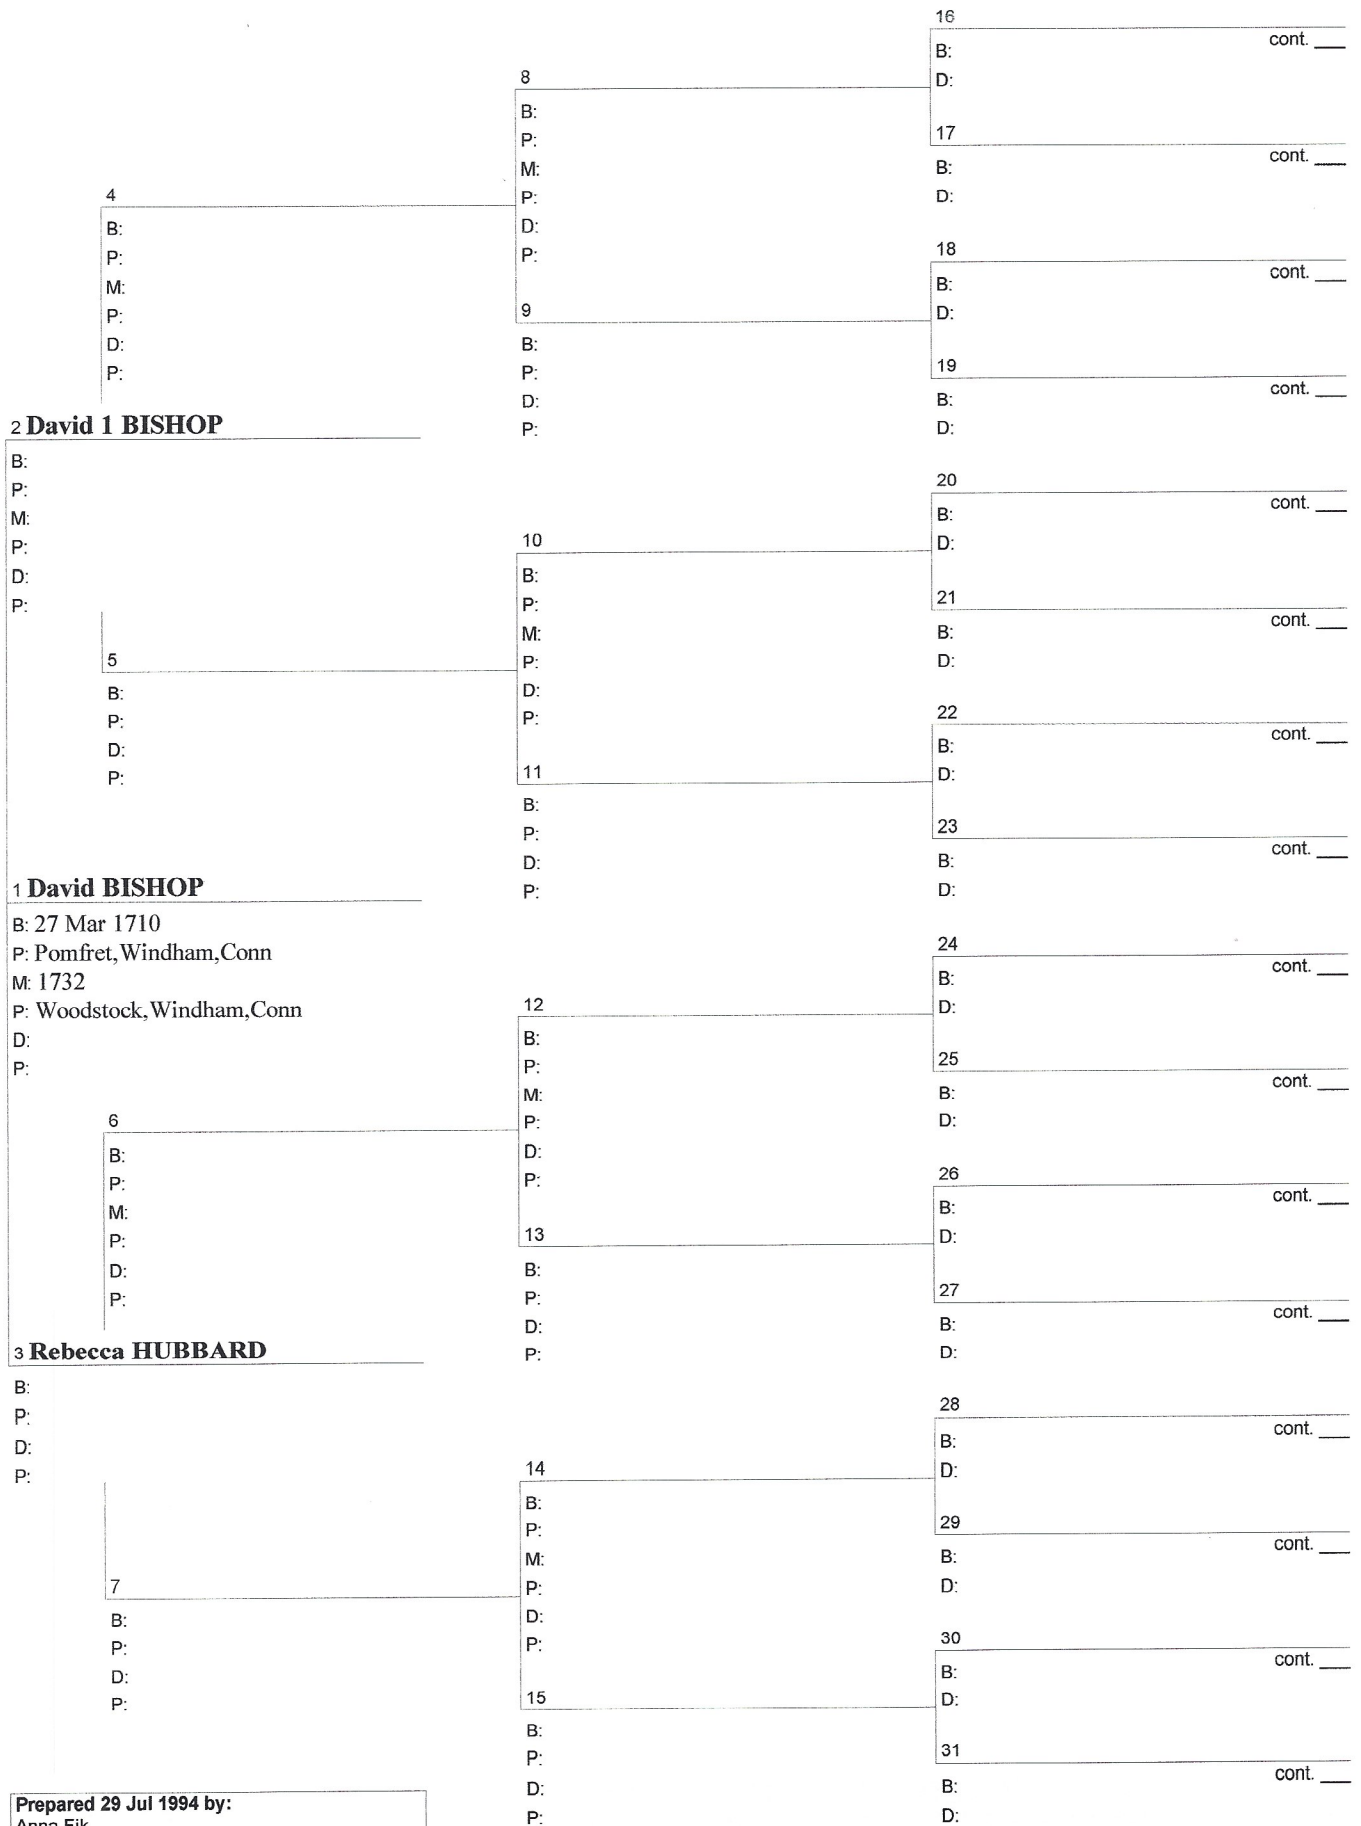 16
cont. ___
B:
D:
8
B:
P:
M:
P:
D:
P:
17
cont. ___
B:
D:
4
B:
P:
M:
P:
D:
P:
18
cont. ___
B:
D:
9
B:
P:
D:
P:
19
cont. ___
B:
D:
2 David 1 BISHOP
B:
P:
M:
P:
D:
P:
20
cont. ___
B:
D:
10
B:
P:
M:
P:
D:
P:
21
cont. ___
B:
D:
5
B:
P:
D:
P:
22
cont. ___
B:
D:
11
B:
P:
D:
P:
23
cont. ___
B:
D:
1 David BISHOP
B: 27 Mar 1710
P: Pomfret,Windham,Conn
M: 1732
P: Woodstock,Windham,Conn
D:
P:
24
cont. ___
B:
D:
12
B:
P:
M:
P:
D:
P:
25
cont. ___
B:
D:
6
B:
P:
M:
P:
D:
P:
26
cont. ___
B:
D:
13
B:
P:
D:
P:
27
cont. ___
B:
D:
3 Rebecca HUBBARD
B:
P:
D:
P:
28
cont. ___
B:
D:
14
B:
P:
M:
P:
D:
P:
29
cont. ___
B:
D:
7
B:
P:
D:
P:
30
cont. ___
B:
D:
15
B:
P:
D:
P:
31
cont. ___
B:
D:
Prepared 29 Jul 1994 by: